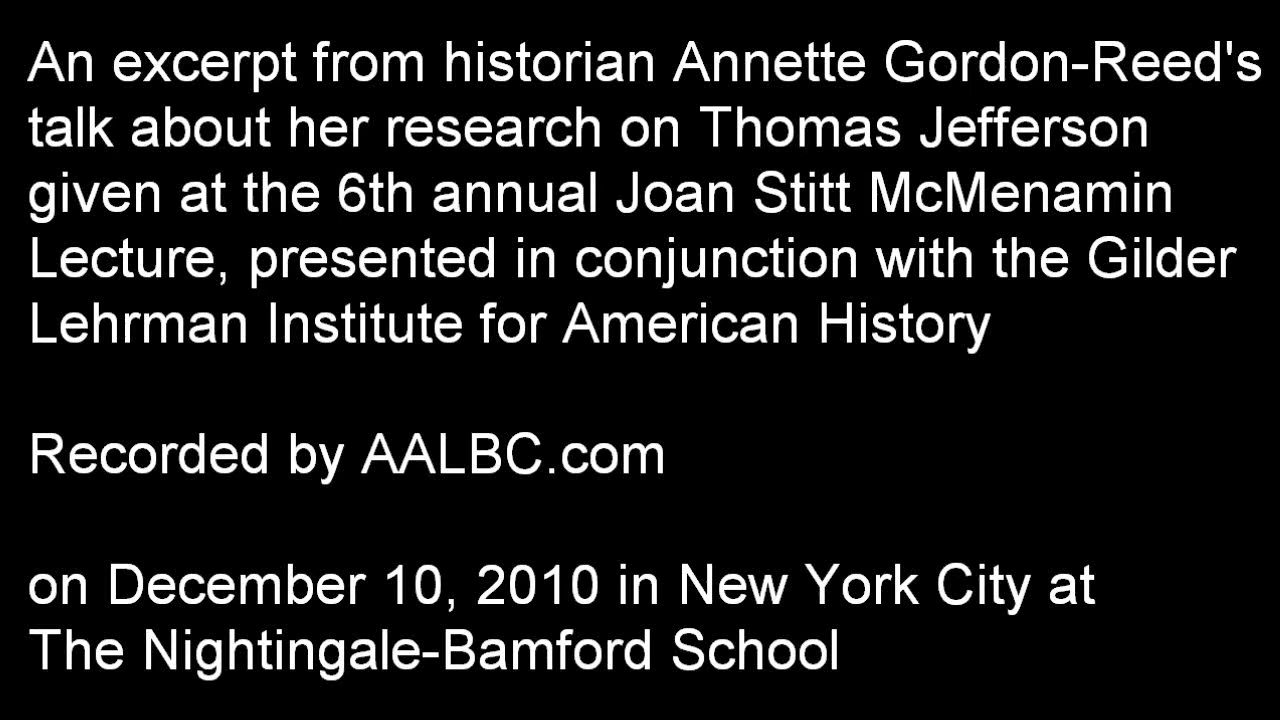 An excerpt from historian Annette Gordon-Reed's
talk about her research on Thomas Jefferson
given at the 6th annual Joan Stitt McMenamin
Lecture, presented in conjunction with the Gilder
Lehrman Institute for American History
Recorded by AALBC.com
on December 10, 2010 in New York City at
The Nightingale-Bamford School